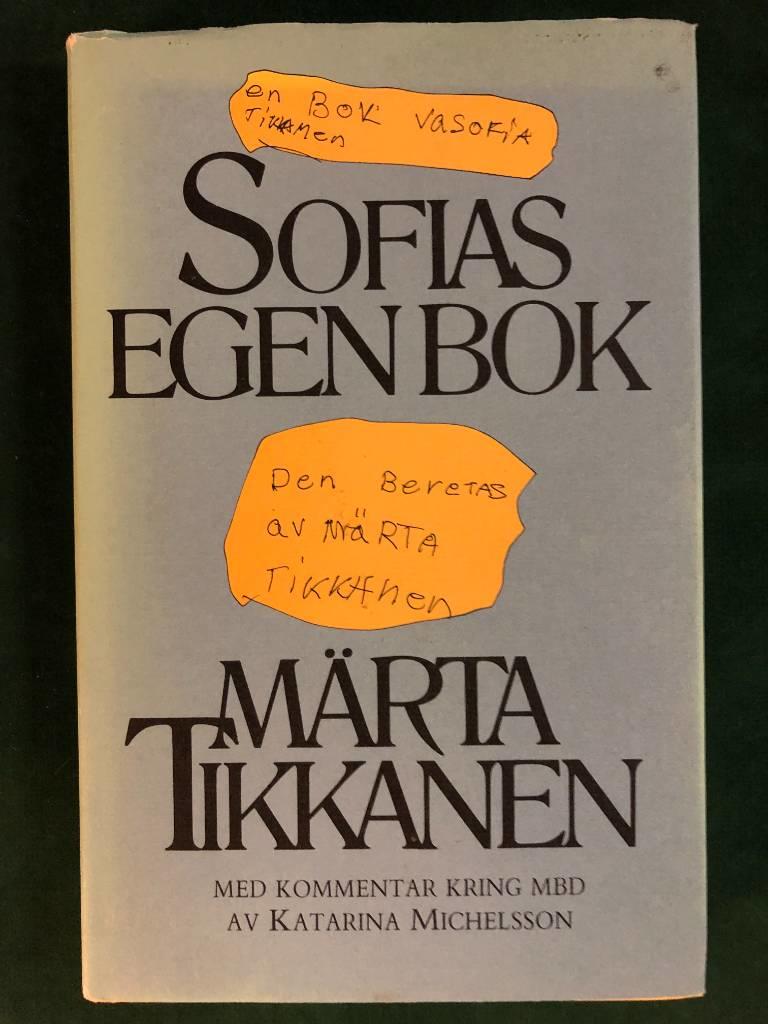 en BOK VASOFIA
TIKKAMen
SOFIAS
EGEN BOK
Den BereTAS
av MÄRTA
TIKKAnen
MÄRTA
TIKKANEN
MED KOMMENTAR KRING MBD
AV KATARINA MICHELSSON